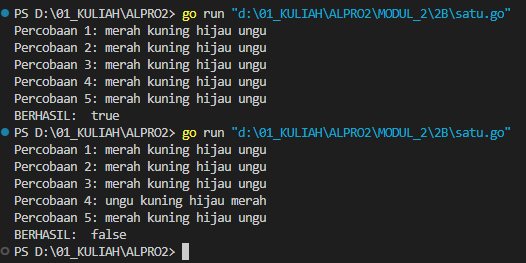 PS D:\01_KULIAH\ALPRO2> go run "d:\01_KULIAH\ALPRO2\MODUL_2\2B\satu.go"
Percobaan 1: merah kuning hijau ungu
Percobaan 2: merah kuning hijau ungu
Percobaan 3: merah kuning hijau ungu
Percobaan 4: merah kuning hijau ungu
Percobaan 5: merah kuning hijau ungu
BERHASIL:  true
PS D:\01_KULIAH\ALPRO2> go run "d:\01_KULIAH\ALPRO2\MODUL_2\2B\satu.go"
Percobaan 1: merah kuning hijau ungu
Percobaan 2: merah kuning hijau ungu
Percobaan 3: merah kuning hijau ungu
Percobaan 4: ungu kuning hijau merah
Percobaan 5: merah kuning hijau ungu
BERHASIL:  false
PS D:\01_KULIAH\ALPRO2>